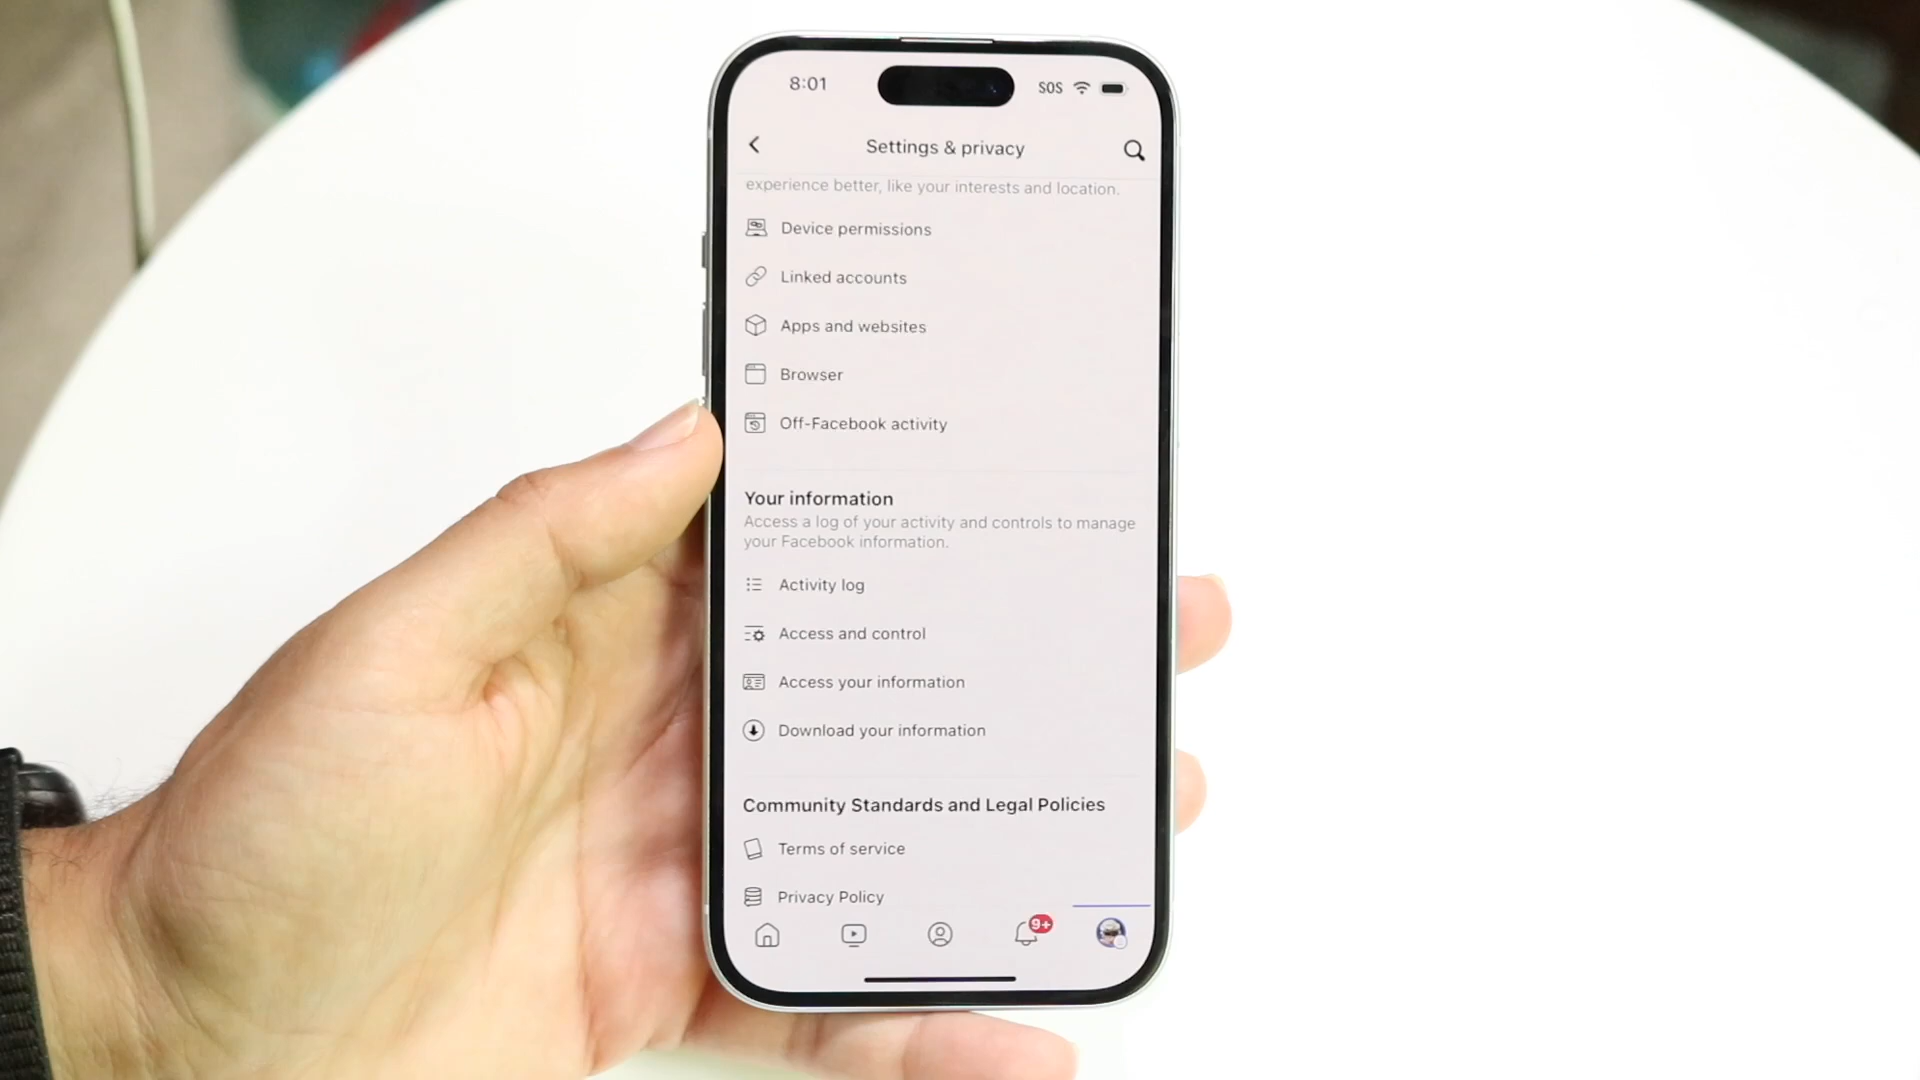 8:01
SOS
Settings & privacy
experience better, like your interests and location.
Device permissions
Linked accounts
Apps and websites
Browser
Off-Facebook activity
Your information
Access a log of your activity and controls to manage
your Facebook information.
Activity log
Access and control
Access your information
Download your information
Community Standards and Legal Policies
Terms of service
Privacy Policy
9+